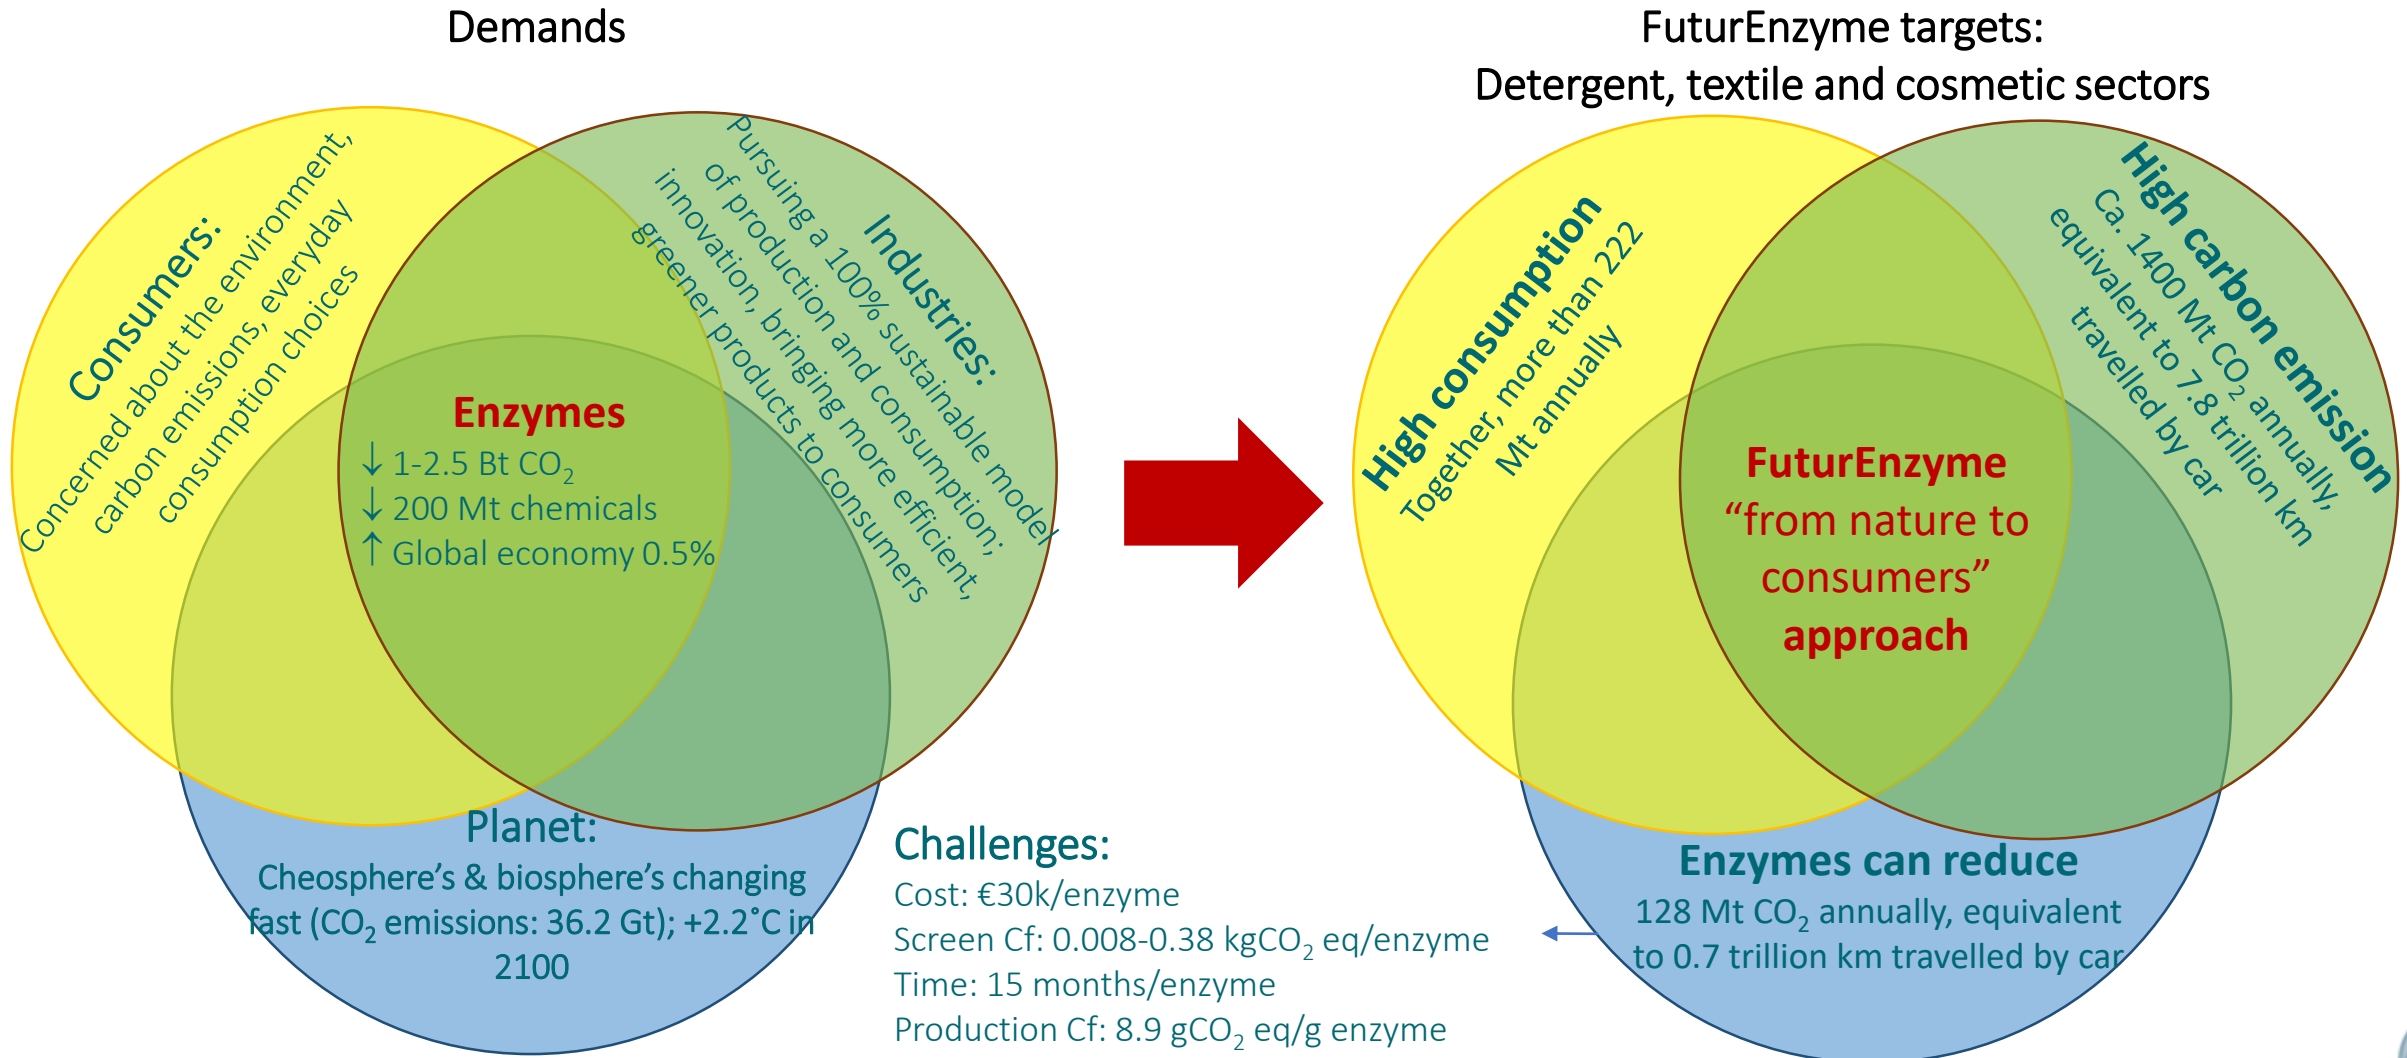 Demands
Consumers:
Concerned about the environment,
carbon emissions, everyday
consumption choices
Industries:
Pursuing a 100% sustainable model
of production and consumption;
innovation, bringing more efficient,
greener products to consumers
Enzymes
↓ 1-2.5 Bt CO₂
↓ 200 Mt chemicals
↑ Global economy 0.5%
Planet:
Cheosphere’s & biosphere’s changing
fast (CO₂ emissions: 36.2 Gt); +2.2˚C in
2100
Challenges:
Cost: €30k/enzyme
Screen Cf: 0.008-0.38 kgCO₂ eq/enzyme
Time: 15 months/enzyme
Production Cf: 8.9 gCO₂ eq/g enzyme
FuturEnzyme targets:
Detergent, textile and cosmetic sectors
High consumption
Together, more than 222
Mt annually
High carbon emission
Ca. 1400 Mt CO₂ annually,
equivalent to 7.8 trillion km
travelled by car
FuturEnzyme
“from nature to
consumers”
approach
Enzymes can reduce
128 Mt CO₂ annually, equivalent
to 0.7 trillion km travelled by car